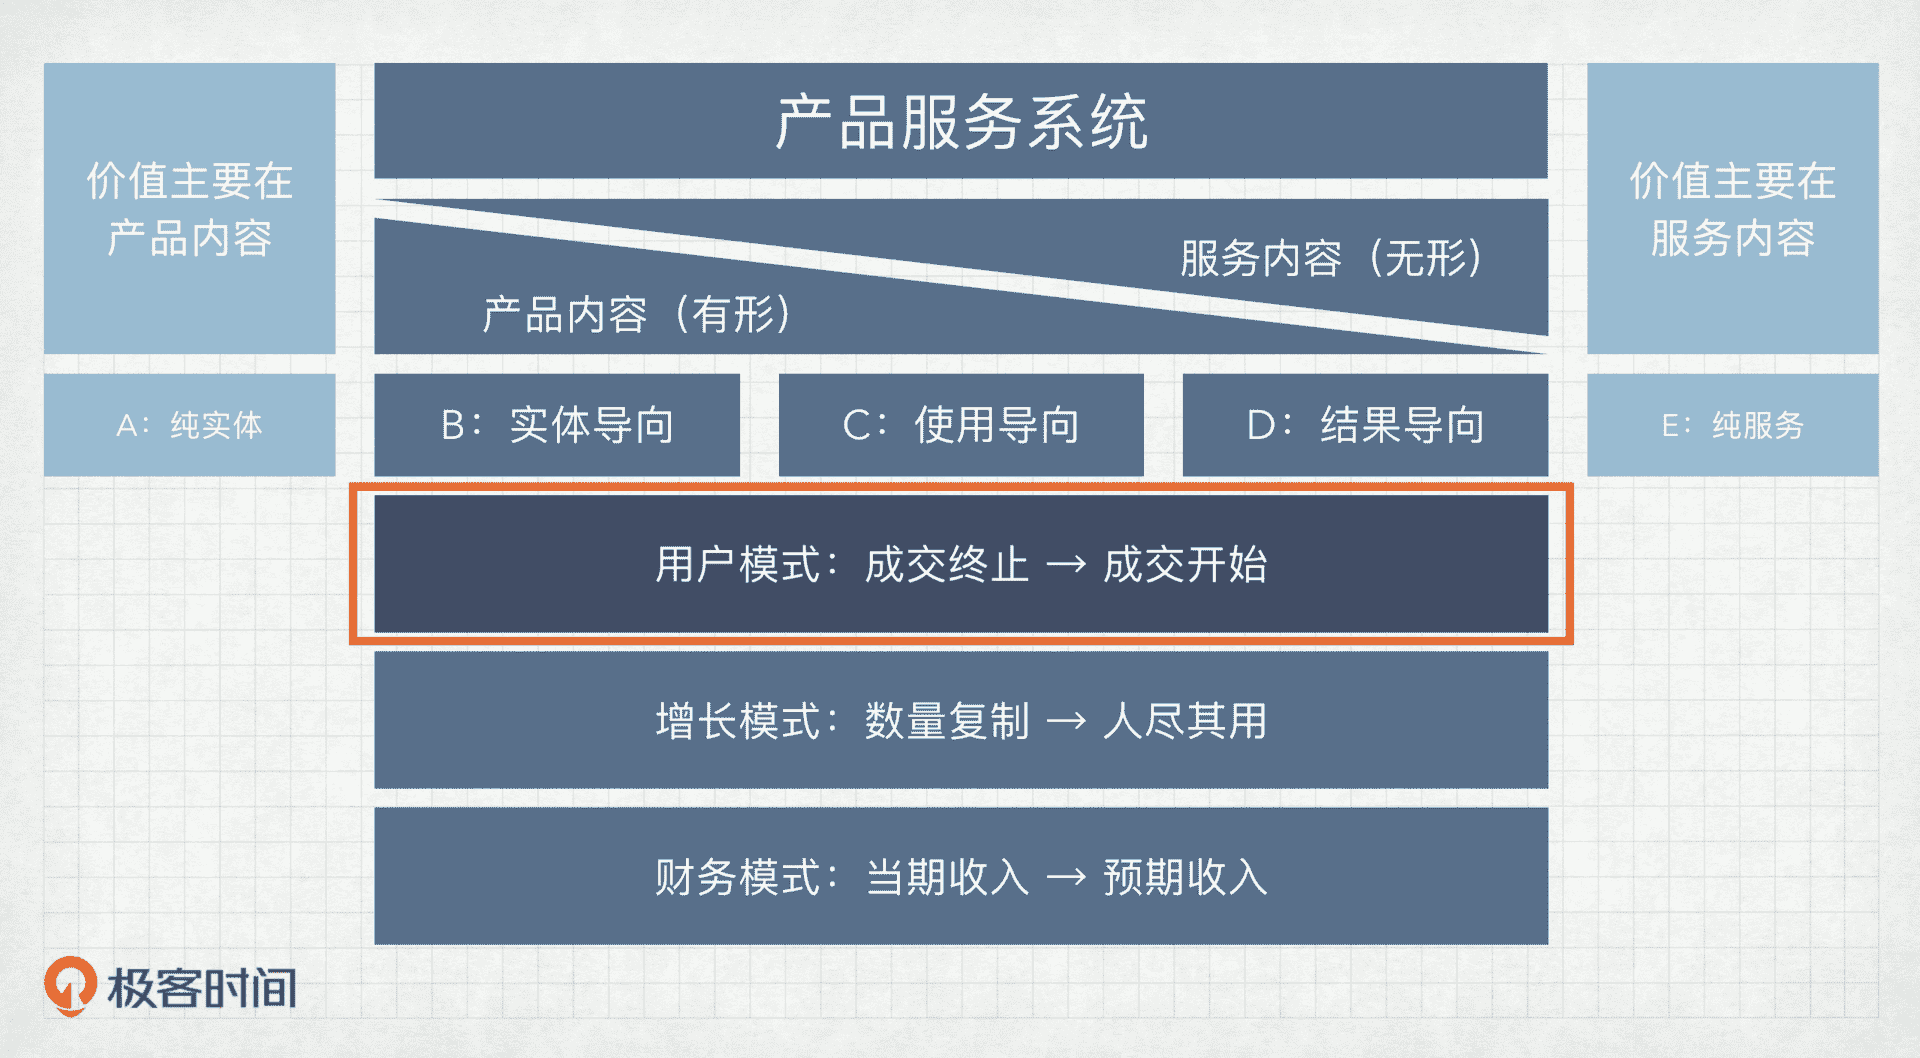 价值主要在
产品内容
产品服务系统
价值主要在
服务内容
服务内容（无形）
产品内容（有形）
A：纯实体
B：实体导向
C：使用导向
D：结果导向
E：纯服务
用户模式：成交终止 → 成交开始
增长模式：数量复制 → 人尽其用
财务模式：当期收入 → 预期收入
极客时间